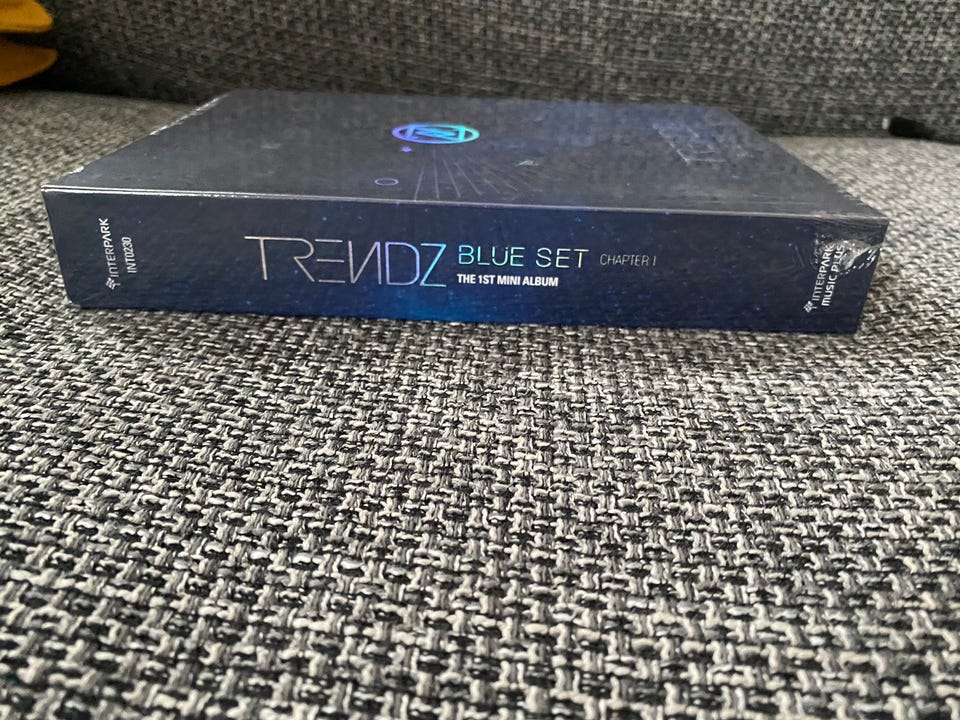 INTERPARK
INT0230
TRENDZ BLUE SET CHAPTER I
THE 1ST MINI ALBUM
INTERPARK
MUSIC PLUS